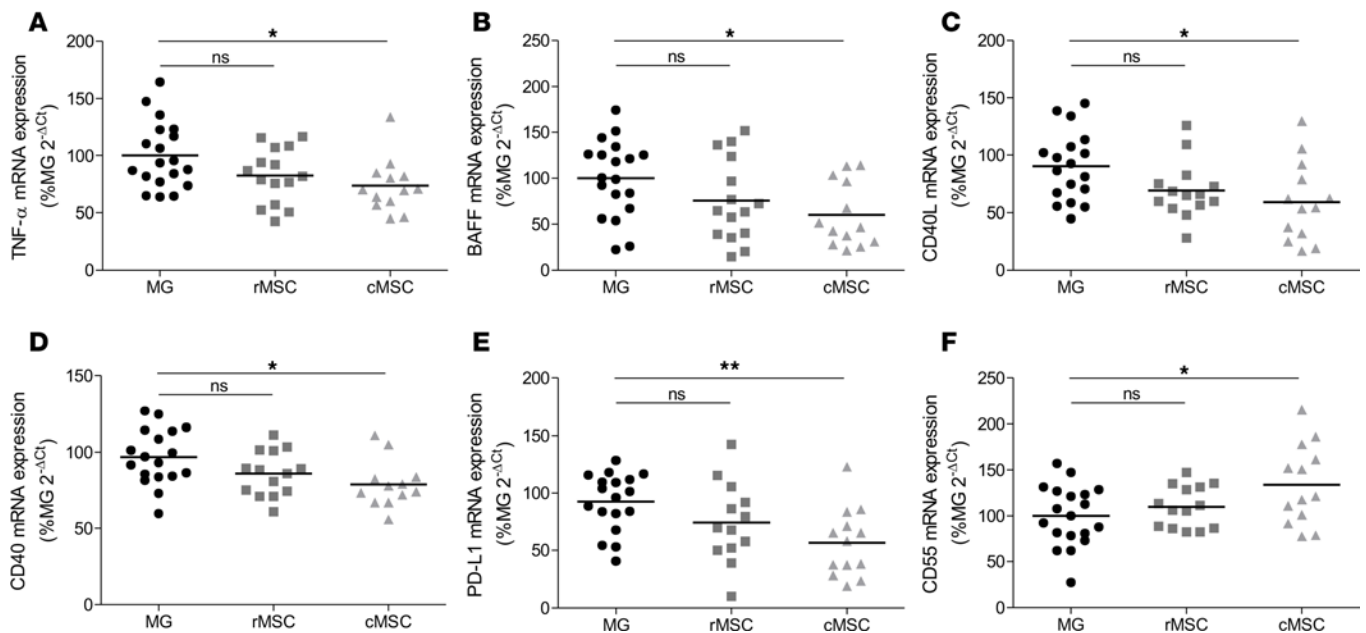 A
TNF-α mRNA expression
(%MG 2^-ΔCt)
200
150
100
50
0
*
ns
MG rMSC cMSC
B
BAFF mRNA expression
(%MG 2^-ΔCt)
250
200
150
100
50
0
*
ns
MG rMSC cMSC
C
CD40L mRNA expression
(%MG 2^-ΔCt)
200
150
100
50
0
*
ns
MG rMSC cMSC
D
CD40 mRNA expression
(%MG 2^-ΔCt)
150
100
50
0
*
ns
MG rMSC cMSC
E
PD-L1 mRNA expression
(%MG 2^-ΔCt)
200
150
100
50
0
**
ns
MG rMSC cMSC
F
CD55 mRNA expression
(%MG 2^-ΔCt)
250
200
150
100
50
0
*
ns
MG rMSC cMSC